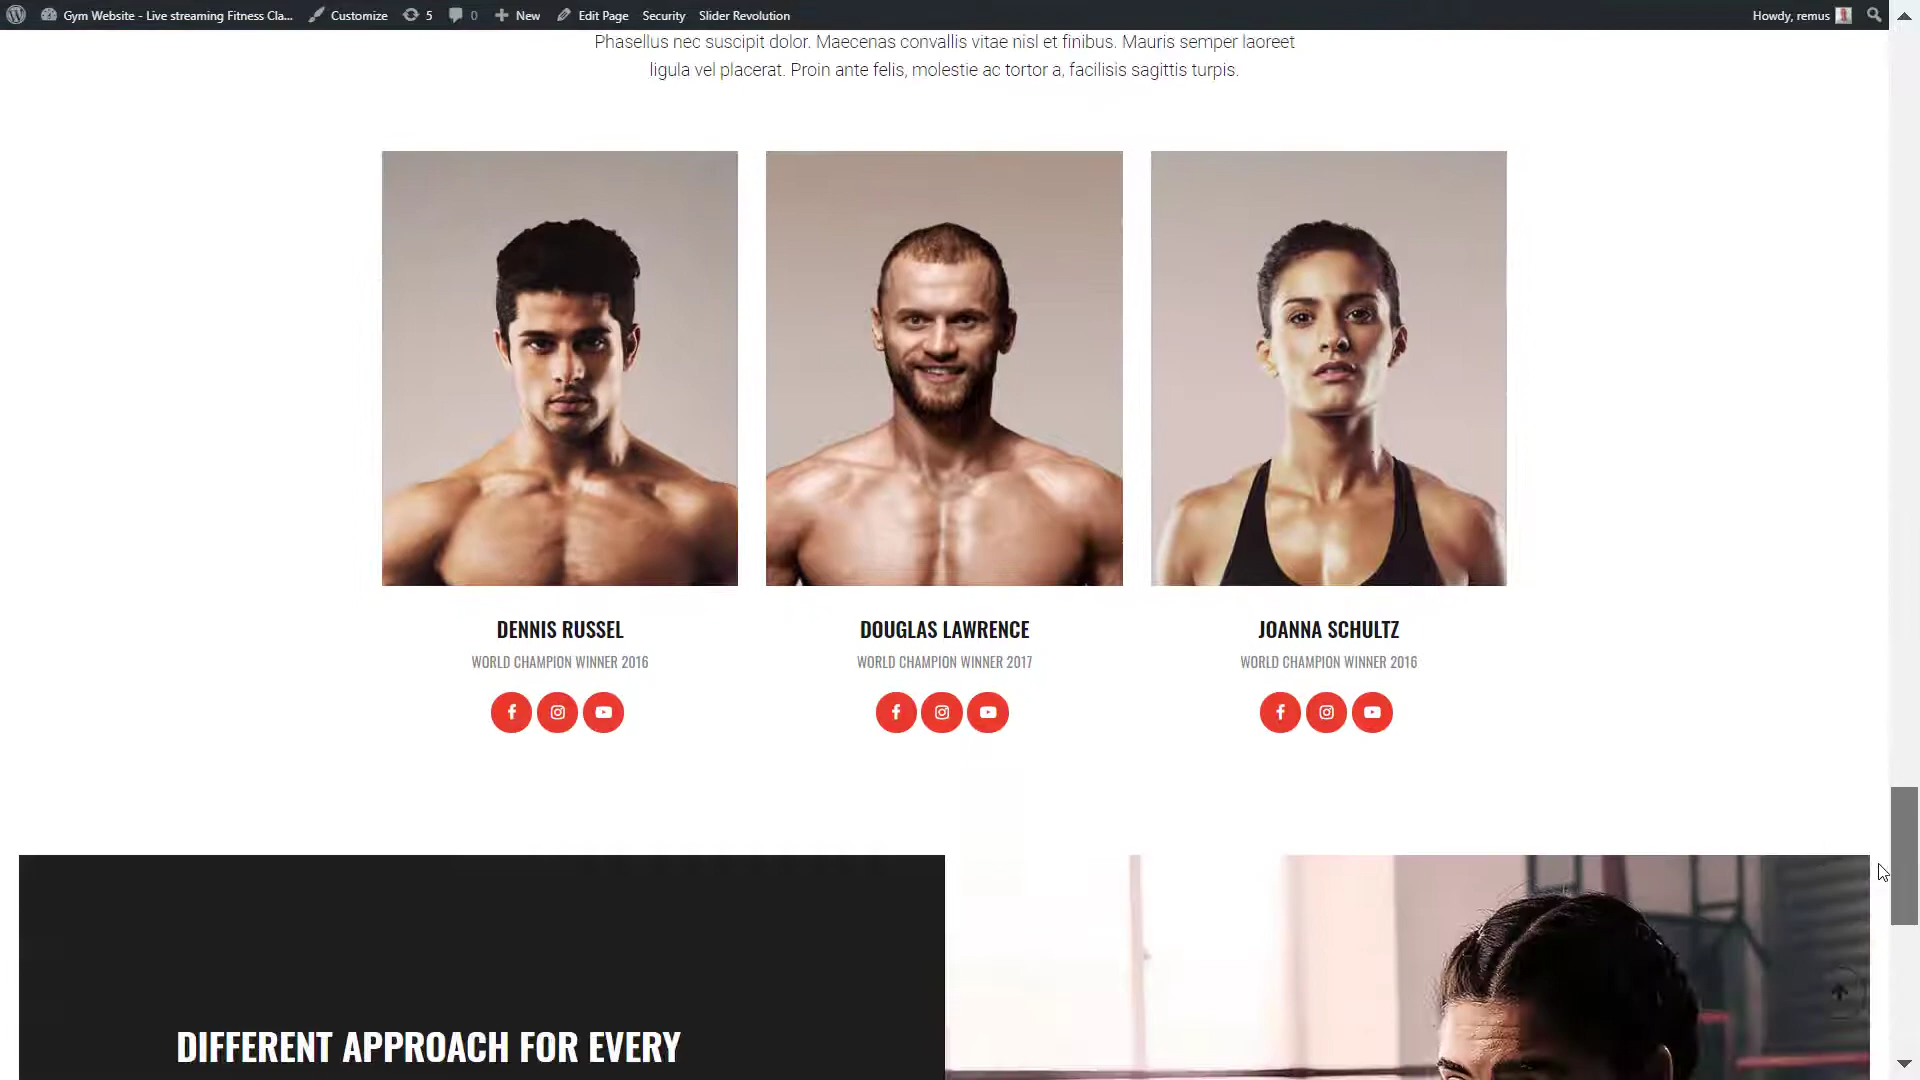 Gym Website - Live streaming Fitness Cla... Customize 5 0 New Edit Page Security Slider Revolution Howdy, remus
Phasellus nec suscipit dolor. Maecenas convallis vitae nisl et finibus. Mauris semper laoreet
ligula vel placerat. Proin ante felis, molestie ac tortor a, facilisis sagittis turpis.
DENNIS RUSSEL
WORLD CHAMPION WINNER 2016
DOUGLAS LAWRENCE
WORLD CHAMPION WINNER 2017
JOANNA SCHULTZ
WORLD CHAMPION WINNER 2016
DIFFERENT APPROACH FOR EVERY